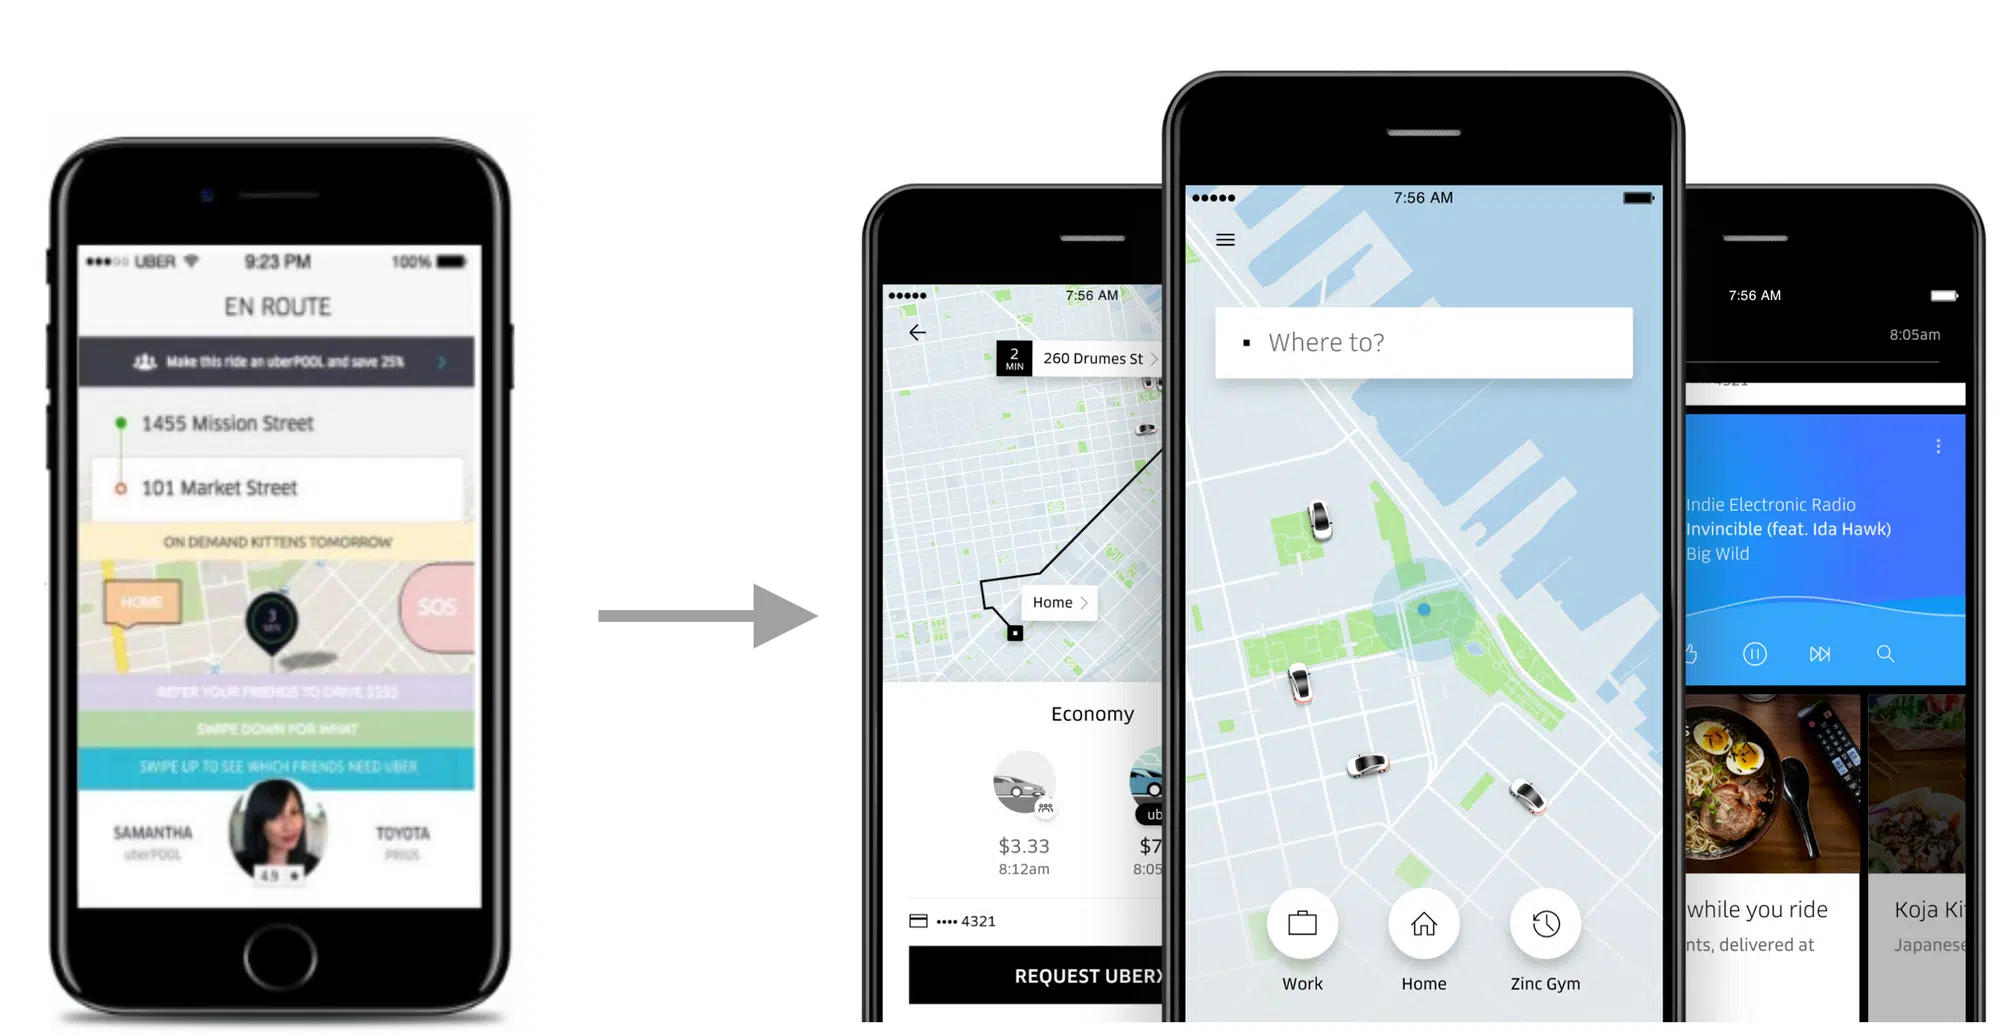 UBER 9:23 PM 100%
EN ROUTE
Make this ride an uberPOOL and save 25%
1455 Mission Street
101 Market Street
ON DEMAND KITTENS TOMORROW
HOME
SOS
3
MIN
REFER YOUR FRIENDS TO DRIVE $$$$
SWIPE DOWN FOR WHAT
SWIPE UP TO SEE WHICH FRIENDS NEED UBER
SAMANTHA
uberPOOL
TOYOTA
PRIUS
4.9 ★
7:56 AM
2
MIN
260 Drumes St
Home
Economy
ub
$3.33
8:12am
$7
8:05
•••• 4321
REQUEST UBERX
7:56 AM
Where to?
Work
Home
Zinc Gym
7:56 AM
8:05am
4321
Indie Electronic Radio
Invincible (feat. Ida Hawk)
Big Wild
while you ride
nts, delivered at
Koja Ki
Japanese